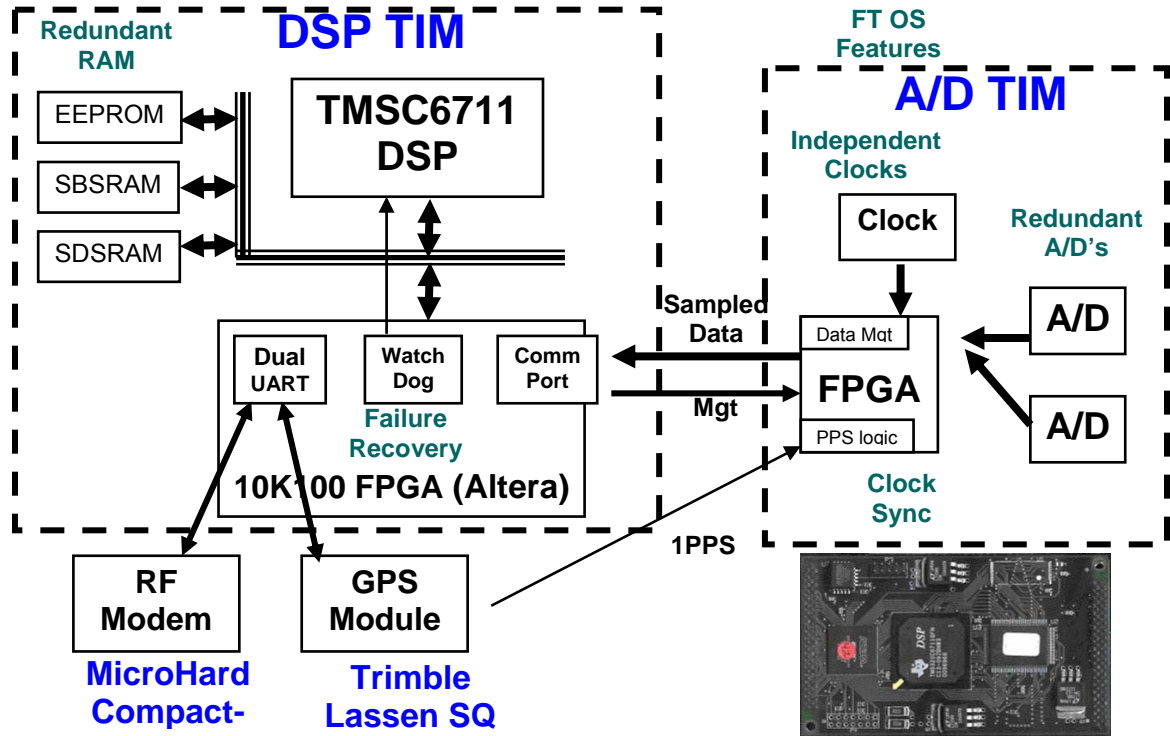 DSP TIM
Redundant
RAM
EEPROM
SBSRAM
SDSRAM
TMSC6711
DSP
Dual
UART
Watch
Dog
Comm
Port
Failure
Recovery
10K100 FPGA (Altera)
RF
Modem
GPS
Module
MicroHard
Compact-
Trimble
Lassen SQ
Sampled
Data
Mgt
1PPS
FT OS
Features
A/D TIM
Independent
Clocks
Clock
Redundant
A/D's
Data Mgt
FPGA
PPS logic
A/D
A/D
Clock
Sync
DSP